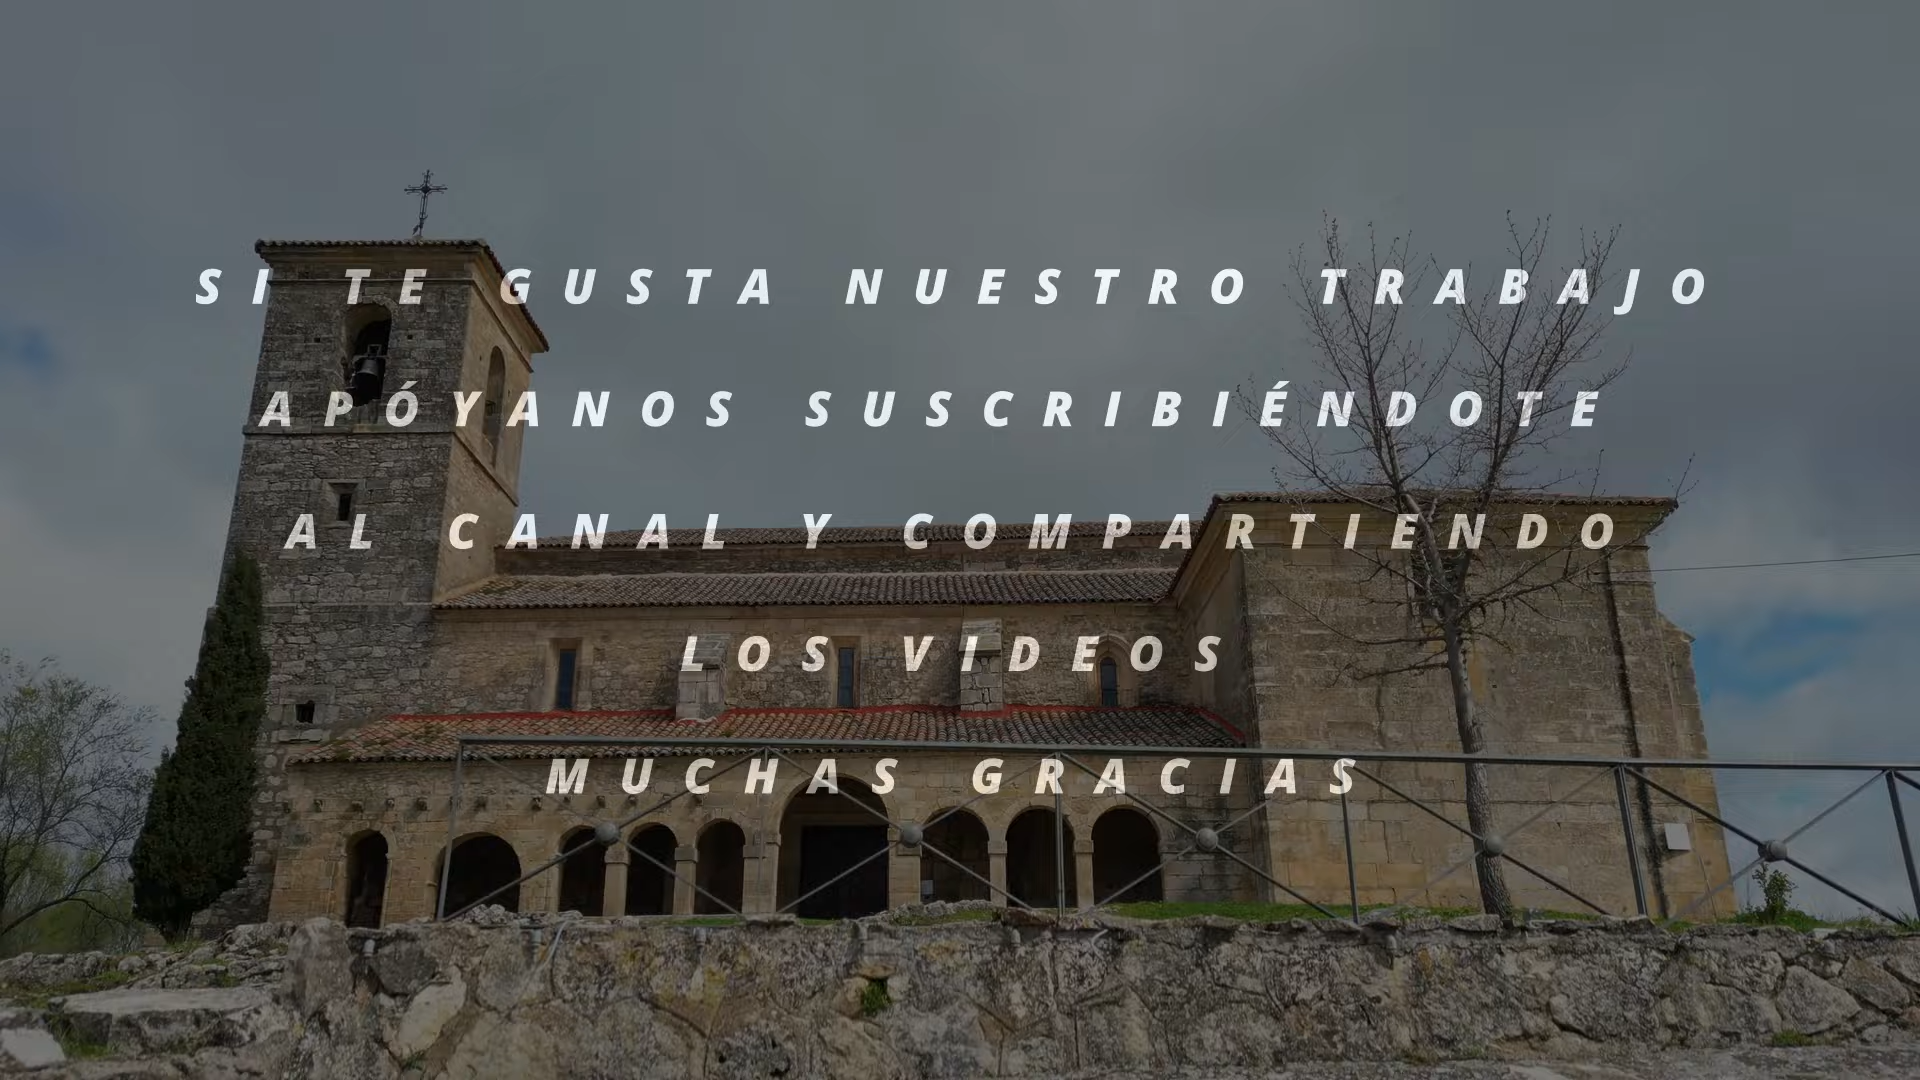 SI TE GUSTA NUESTRO TRABAJO
APÓYANOS SUSCRIBIÉNDOTE
AL CANAL Y COMPARTIENDO
LOS VIDEOS
MUCHAS GRACIAS